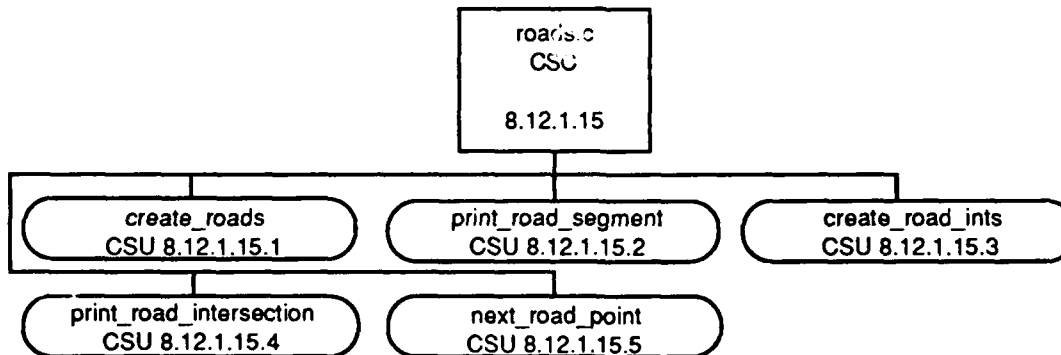 roads.c
CSC
8.12.1.15
create_roads
CSU 8.12.1.15.1
print_road_segment
CSU 8.12.1.15.2
create_road_ints
CSU 8.12.1.15.3
print_road_intersection
CSU 8.12.1.15.4
next_road_point
CSU 8.12.1.15.5